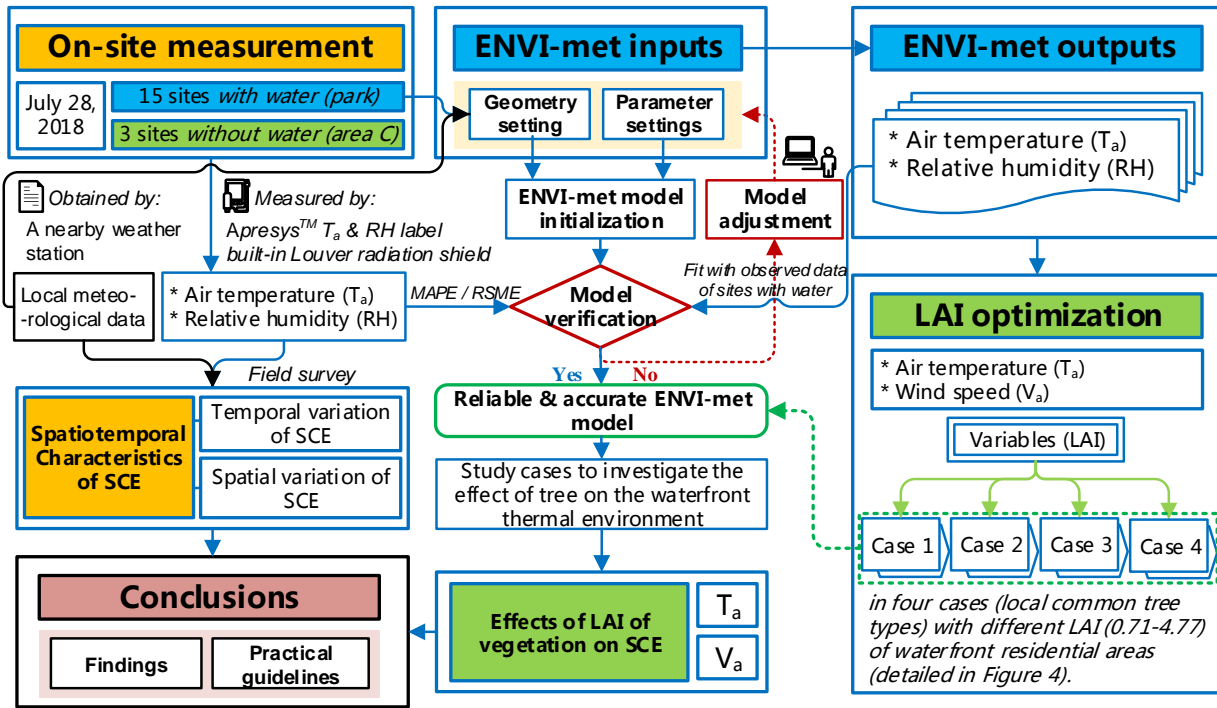 On-site measurement
July 28,
2018
15 sites with water (park)
3 sites without water (area C)
Obtained by:
A nearby weather
station
Measured by:
Apresys™ Tₐ & RH label
built-in Louver radiation shield
Local meteo-
-rological data
* Air temperature (Tₐ)
* Relative humidity (RH)
MAPE / RSME
Field survey
Spatiotemporal
Characteristics
of SCE
Temporal variation
of SCE
Spatial variation of
SCE
Conclusions
Findings
Practical
guidelines
ENVI-met inputs
Geometry
setting
Parameter
settings
ENVI-met model
initialization
Model
adjustment
Model
verification
Fit with observed data
of sites with water
Yes
No
Reliable & accurate ENVI-met
model
Study cases to investigate the
effect of tree on the waterfront
thermal environment
Effects of LAI of
vegetation on SCE
Tₐ
Vₐ
ENVI-met outputs
* Air temperature (Tₐ)
* Relative humidity (RH)
LAI optimization
* Air temperature (Tₐ)
* Wind speed (Vₐ)
Variables (LAI)
Case 1
Case 2
Case 3
Case 4
in four cases (local common tree
types) with different LAI (0.71-4.77)
of waterfront residential areas
(detailed in Figure 4).